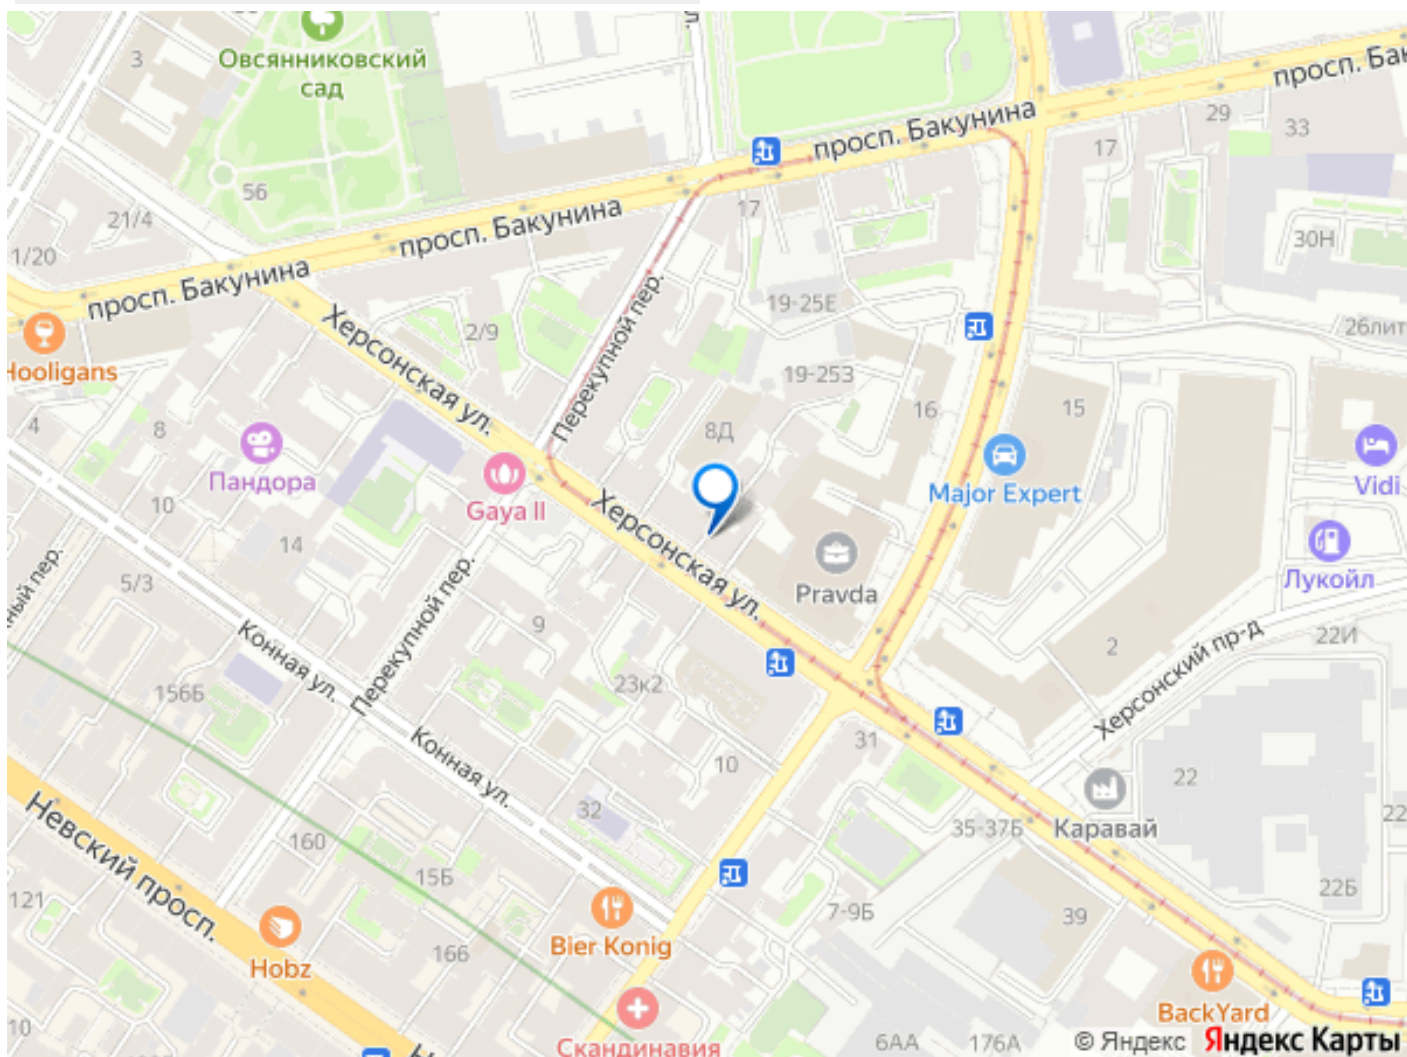 Овсянниковский
сад
3
56
21/4
1/20
просп. Бакунина
просп. Бакунина
просп. Бакунина
просп. Бак
29
33
17
17
30Н
19-25Е
26лит
2/9
Hooligans
Херсонская ул.
Перекупной пер.
19-253
16
15
4
8
8Д
Пандора
Gaya II
Major Expert
Vidi
10
14
5/3
Херсонская ул.
Pravda
Лукойл
ный пер.
Перекупной пер.
9
22И
2
Херсонский пр-д
Конная ул.
156Б
23к2
31
10
22
Конная ул.
32
35-37Б
Каравай
22
Невский просп.
160
15Б
121
7-9Б
39
22Б
Bier Konig
166
Hobz
BackYard
10
Скандинавия
6АА
176А
© Яндекс Яндекс Карты